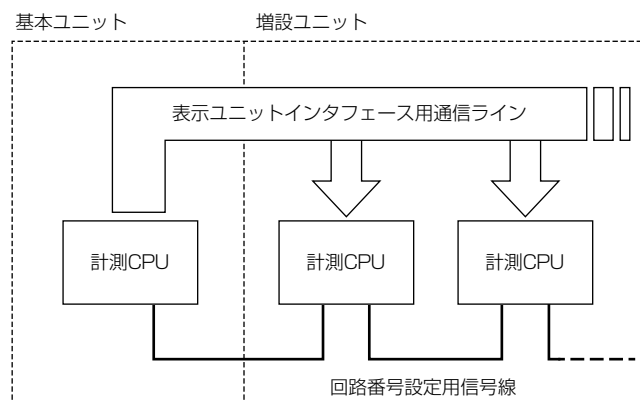 基本ユニット
増設ユニット
表示ユニットインタフェース用通信ライン
計測CPU
計測CPU
計測CPU
回路番号設定用信号線